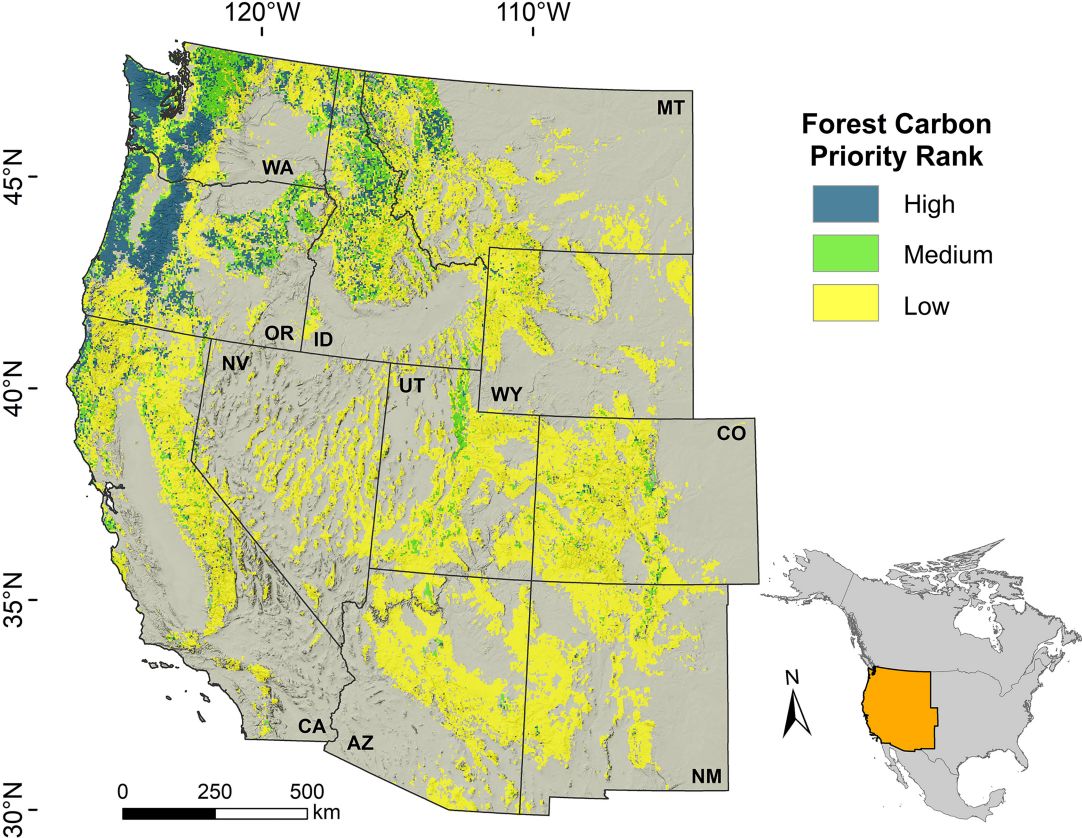 120°W
110°W
45°N
40°N
35°N
30°N
MT
WA
OR
ID
NV
UT
WY
CO
CA
AZ
NM
Forest Carbon
Priority Rank
High
Medium
Low
N
0 250 500
km